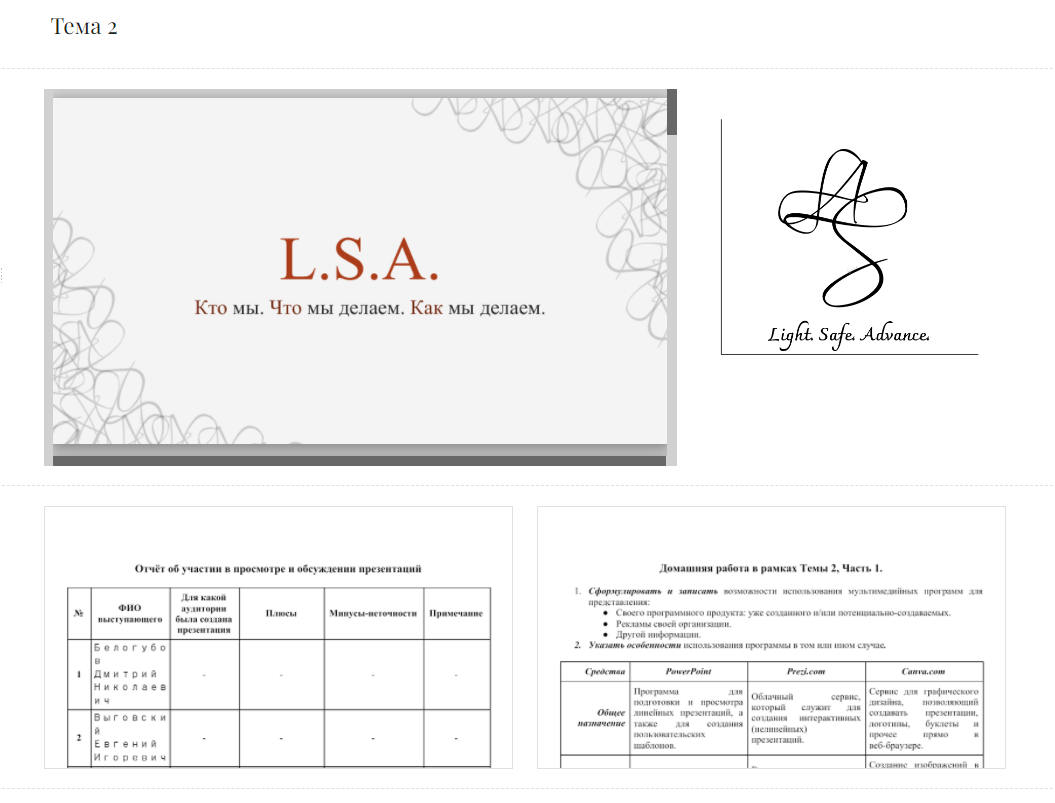 Тема 2
L.S.A.
Кто мы. Что мы делаем. Как мы делаем.
Light. Safe. Advance.
Отчёт об участии в просмотре и обсуждении презентаций
№
ФИО
выступающего
Для какой
аудитории
была создана
презентация
Плюсы
Минусы-неточности
Примечание
1
Белогубо
в
Дмитрий
Николаев
ич
-
-
-
-
2
Выговски
й
Евгений
Игоревич
-
-
-
-
Домашняя работа в рамках Темы 2, Часть 1.
1. Сформулировать и записать возможности использования мультимедийных программ для
представления:
● Своего программного продукта: уже созданного и/или потенциально-создаваемых.
● Рекламы своей организации.
● Другой информации.
2. Указать особенности использования программы в том или ином случае.
Средства
PowerPoint
Prezi.com
Canva.com
Общее
назначение
Программа для
подготовки и просмотра
линейных презентаций, а
также для создания
пользовательских
шаблонов.
Облачный сервис,
который служит для
создания интерактивных
(нелинейных)
презентаций.
Сервис для графического
дизайна, позволяющий
создавать презентации,
логотипы, буклеты и
прочее прямо в
веб-браузере.
Создание изображений в